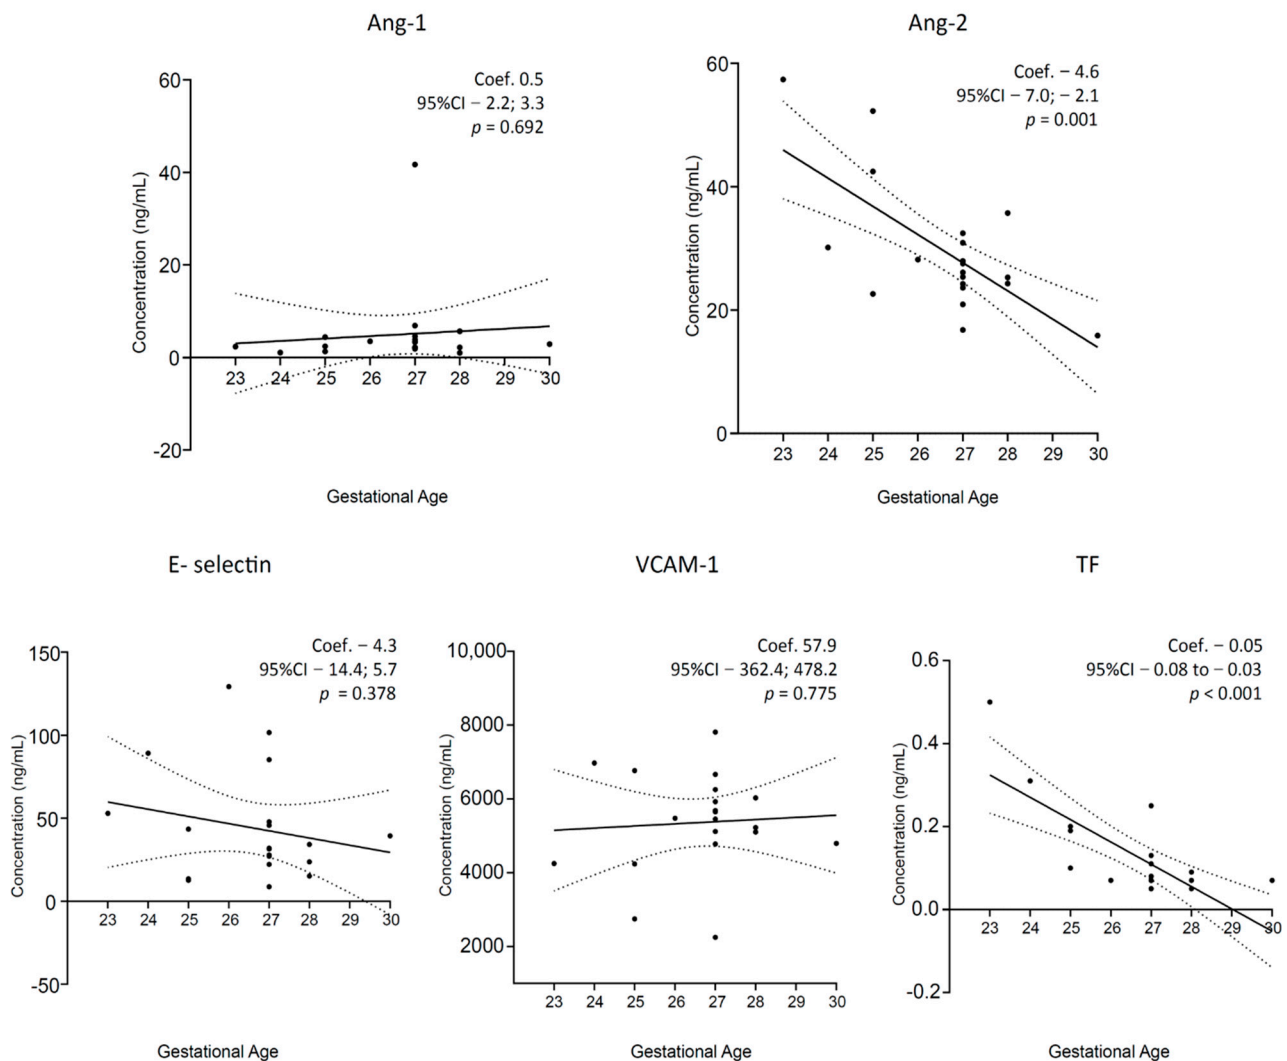 Ang-1
Coef. 0.5
95%CI − 2.2; 3.3
p = 0.692
Concentration (ng/mL)
60
40
20
0
-20
23 24 25 26 27 28 29 30
Gestational Age
Ang-2
Coef. − 4.6
95%CI − 7.0; − 2.1
p = 0.001
Concentration (ng/mL)
60
40
20
0
23 24 25 26 27 28 29 30
Gestational Age
E- selectin
Coef. − 4.3
95%CI − 14.4; 5.7
p = 0.378
Concentration (ng/mL)
150
100
50
0
-50
23 24 25 26 27 28 29 30
Gestational Age
VCAM-1
Coef. 57.9
95%CI − 362.4; 478.2
p = 0.775
Concentration (ng/mL)
10,000
8000
6000
4000
2000
23 24 25 26 27 28 29 30
Gestational Age
TF
Coef. − 0.05
95%CI − 0.08 to − 0.03
p < 0.001
Concentration (ng/mL)
0.6
0.4
0.2
0.0
-0.2
23 24 25 26 27 28 29 30
Gestational Age